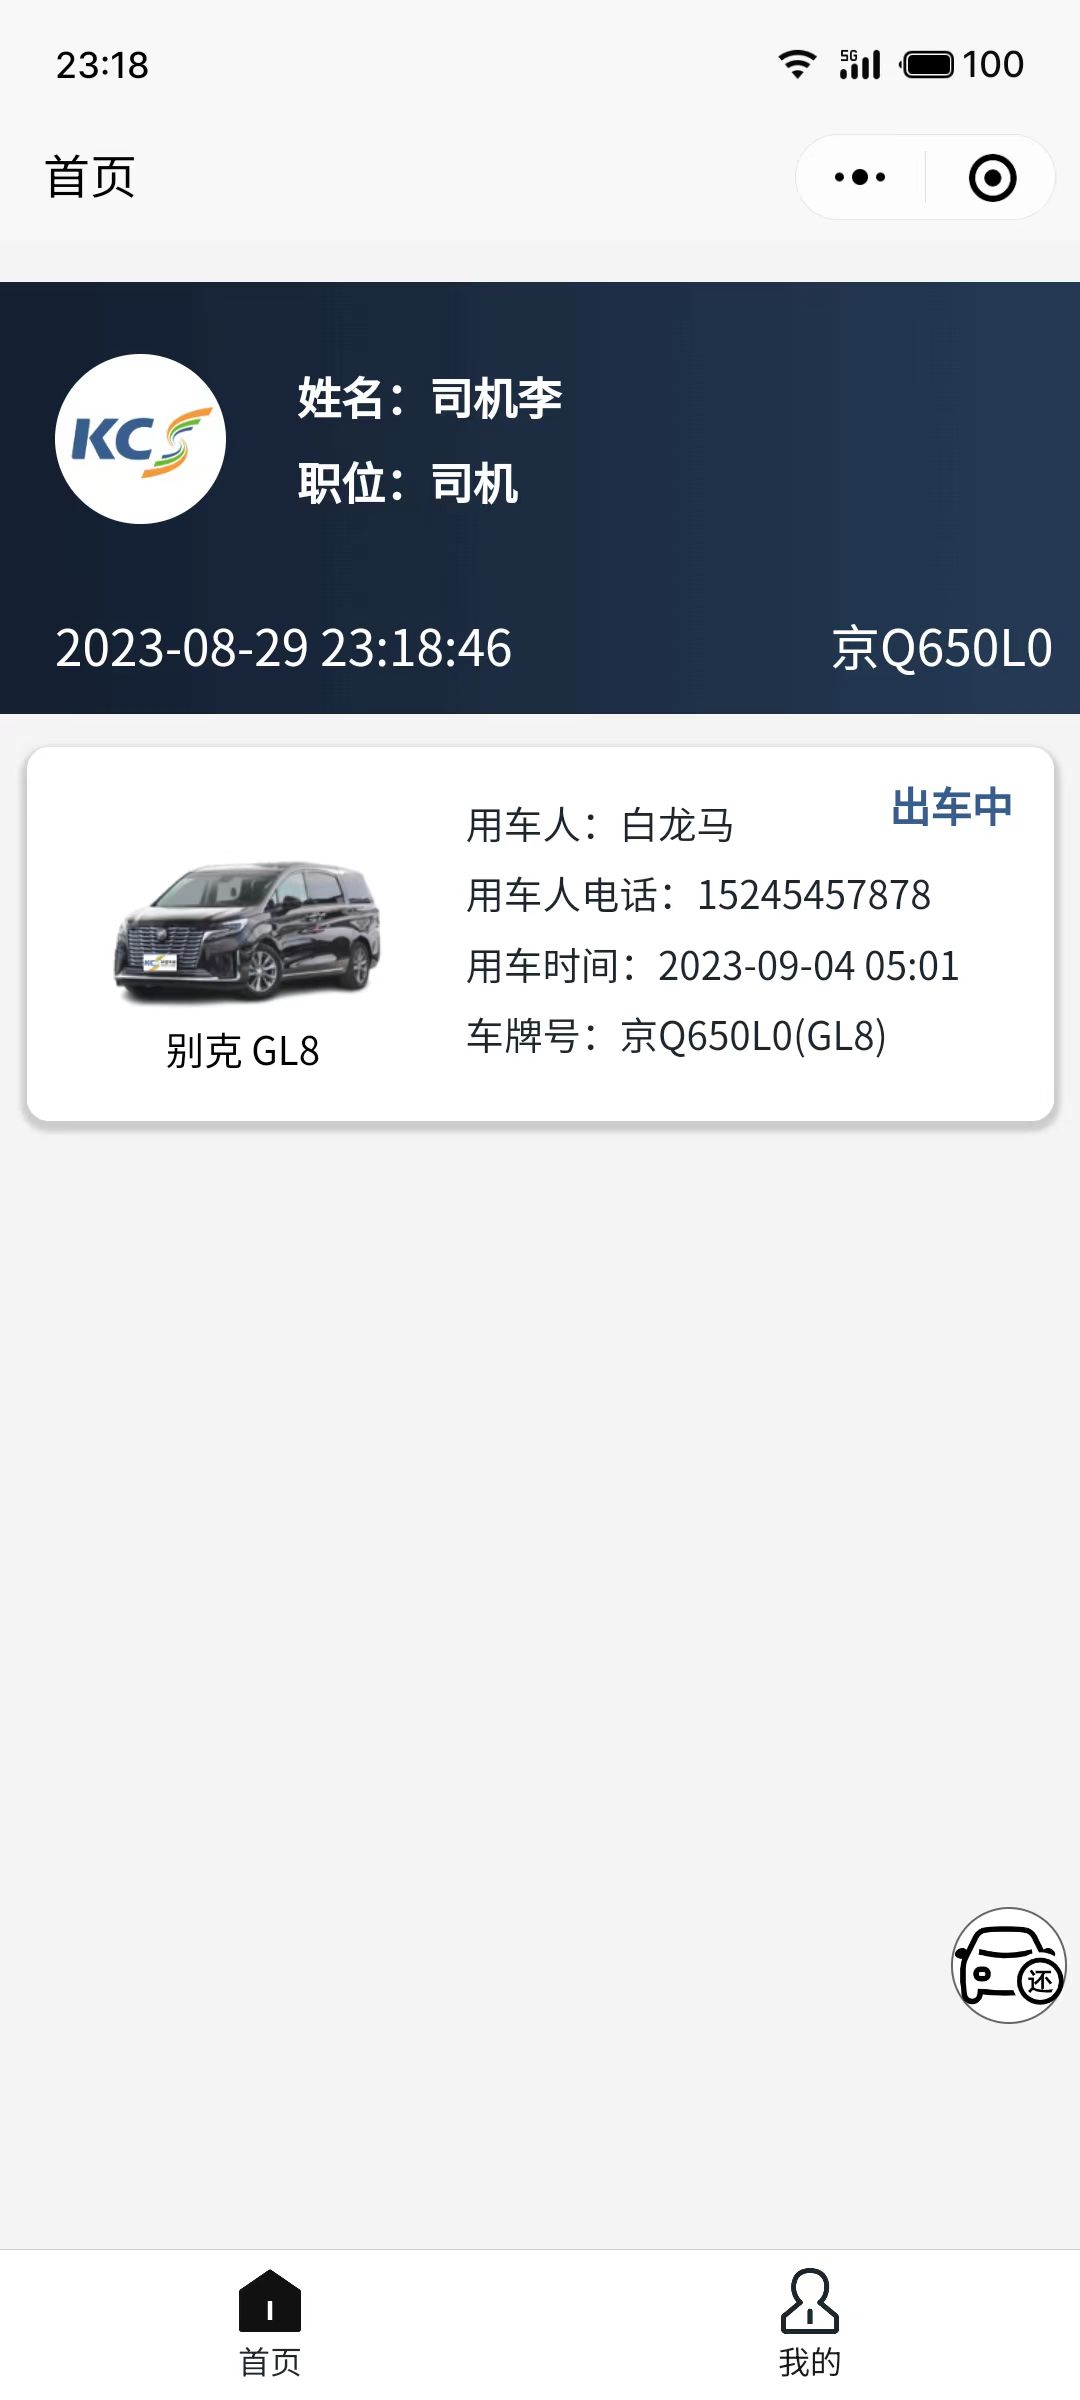 23:18
5G 100
首页
KCS
姓名：司机李
职位：司机
2023-08-29 23:18:46
京Q650L0
出车中
用车人：白龙马
用车人电话：15245457878
用车时间：2023-09-04 05:01
车牌号：京Q650L0(GL8)
别克 GL8
还
首页
我的